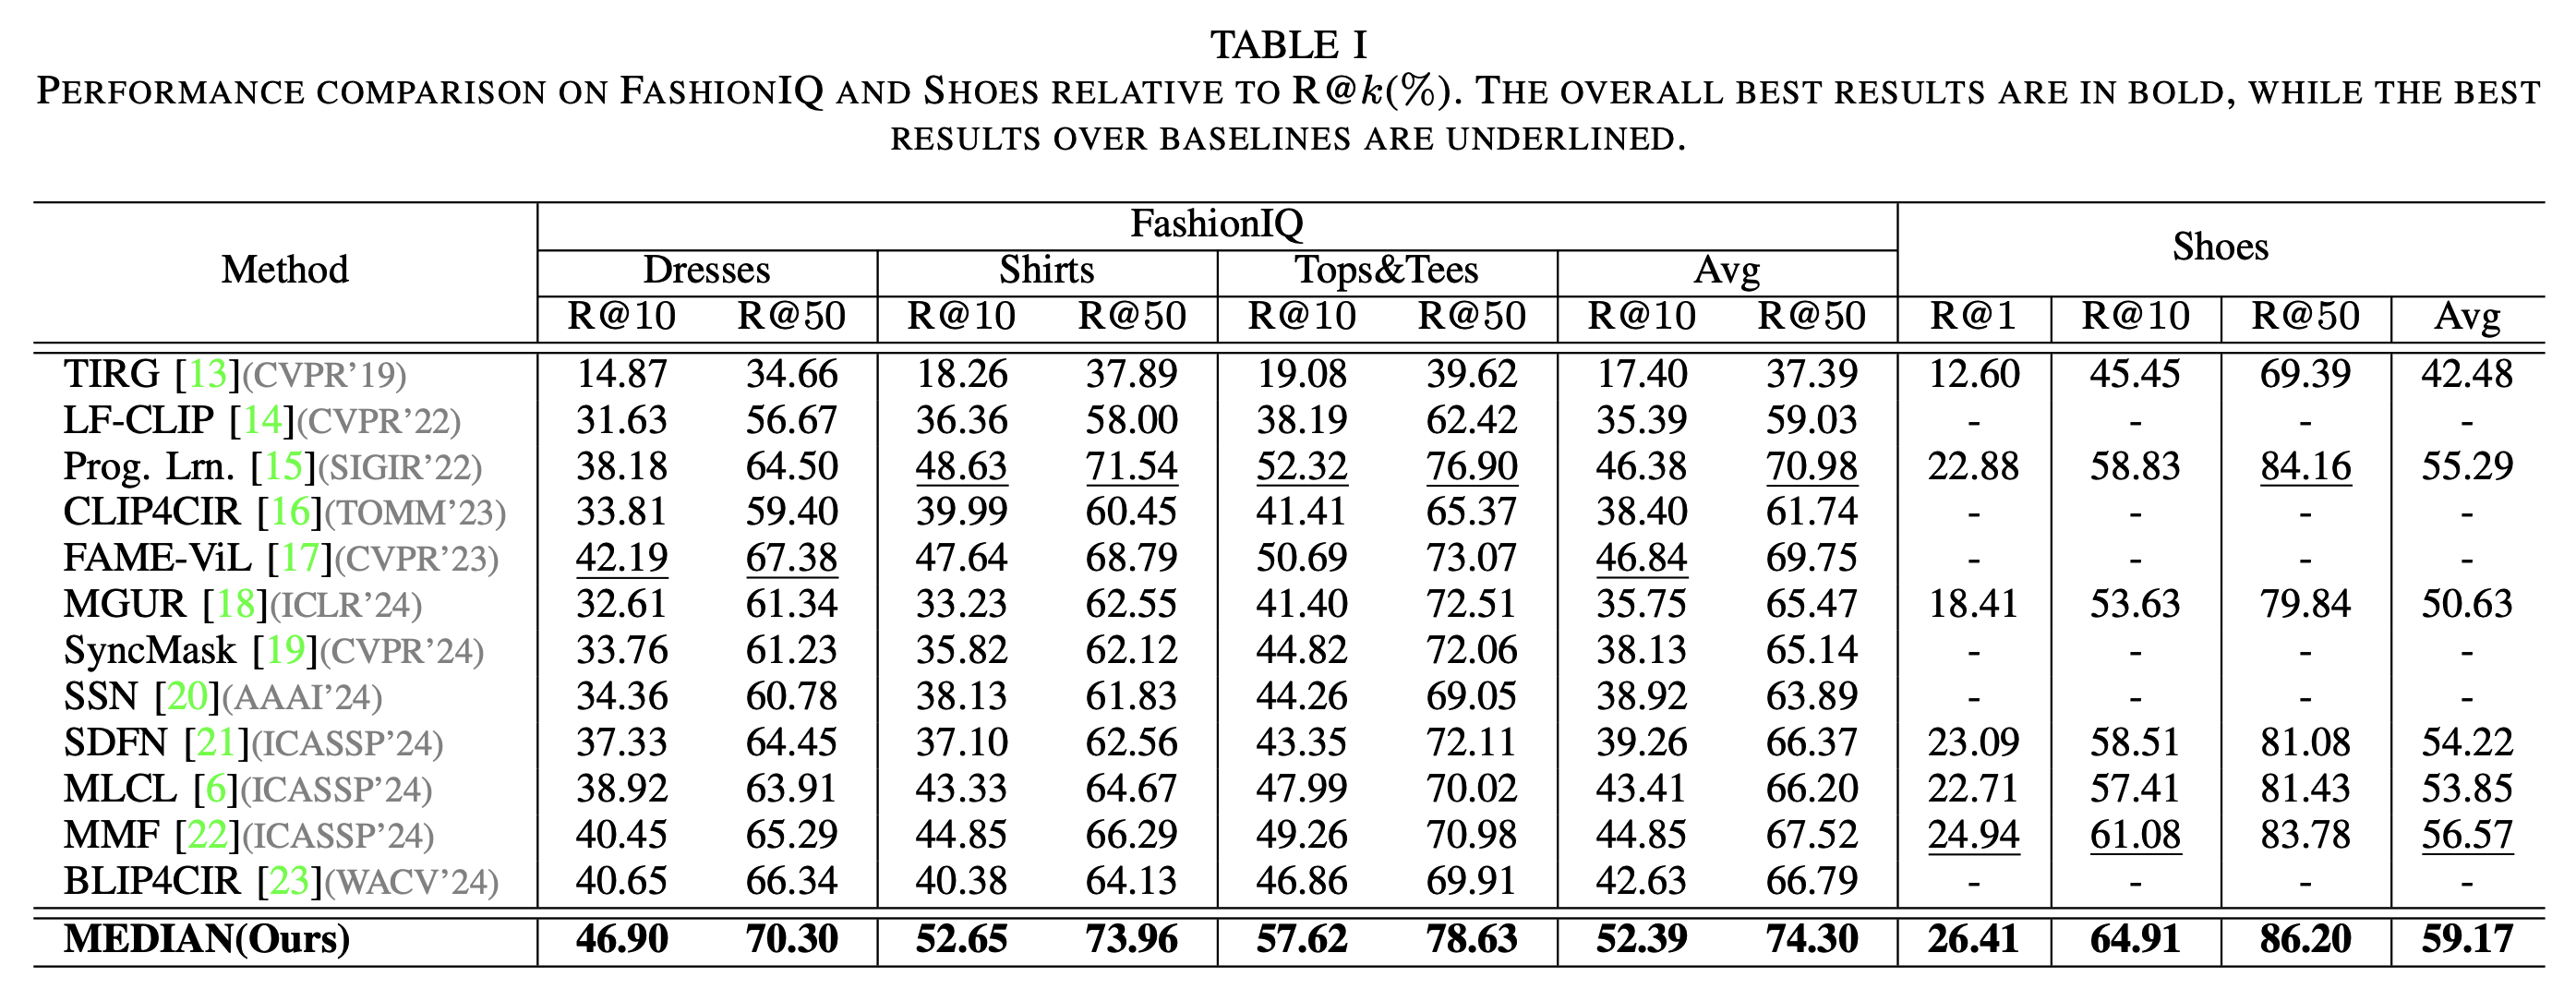 TABLE I
PERFORMANCE COMPARISON ON FASHIONIQ AND SHOES RELATIVE TO R@k(%). THE OVERALL BEST RESULTS ARE IN BOLD, WHILE THE BEST
RESULTS OVER BASELINES ARE UNDERLINED.
Method FashionIQ Shoes
Dresses Shirts Tops&Tees Avg
R@10 R@50 R@10 R@50 R@10 R@50 R@10 R@50 R@1 R@10 R@50 Avg
TIRG [13](CVPR'19) 14.87 34.66 18.26 37.89 19.08 39.62 17.40 37.39 12.60 45.45 69.39 42.48
LF-CLIP [14](CVPR'22) 31.63 56.67 36.36 58.00 38.19 62.42 35.39 59.03 - - - -
Prog. Lrn. [15](SIGIR'22) 38.18 64.50 48.63 71.54 52.32 76.90 46.38 70.98 22.88 58.83 84.16 55.29
CLIP4CIR [16](TOMM'23) 33.81 59.40 39.99 60.45 41.41 65.37 38.40 61.74 - - - -
FAME-ViL [17](CVPR'23) 42.19 67.38 47.64 68.79 50.69 73.07 46.84 69.75 - - - -
MGUR [18](ICLR'24) 32.61 61.34 33.23 62.55 41.40 72.51 35.75 65.47 18.41 53.63 79.84 50.63
SyncMask [19](CVPR'24) 33.76 61.23 35.82 62.12 44.82 72.06 38.13 65.14 - - - -
SSN [20](AAAI'24) 34.36 60.78 38.13 61.83 44.26 69.05 38.92 63.89 - - - -
SDFN [21](ICASSP'24) 37.33 64.45 37.10 62.56 43.35 72.11 39.26 66.37 23.09 58.51 81.08 54.22
MLCL [6](ICASSP'24) 38.92 63.91 43.33 64.67 47.99 70.02 43.41 66.20 22.71 57.41 81.43 53.85
MMF [22](ICASSP'24) 40.45 65.29 44.85 66.29 49.26 70.98 44.85 67.52 24.94 61.08 83.78 56.57
BLIP4CIR [23](WACV'24) 40.65 66.34 40.38 64.13 46.86 69.91 42.63 66.79 - - - -
MEDIAN(Ours) 46.90 70.30 52.65 73.96 57.62 78.63 52.39 74.30 26.41 64.91 86.20 59.17